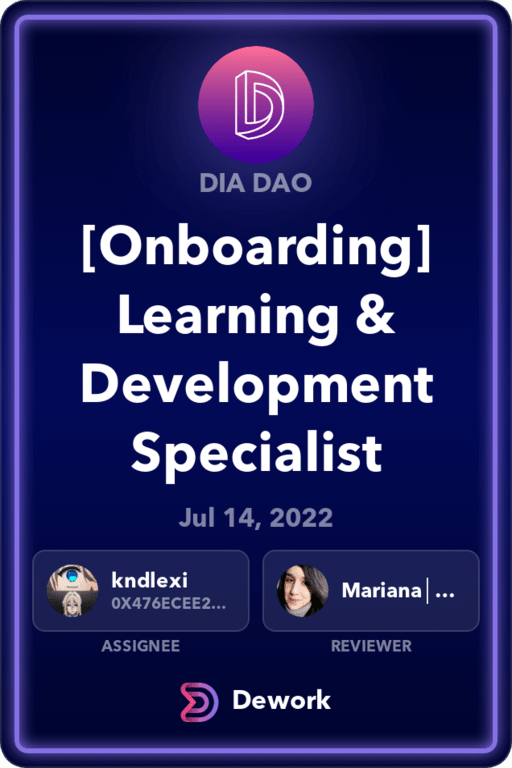 DIA DAO
[Onboarding]
Learning &
Development
Specialist
Jul 14, 2022
kndlexi
0X476ECEE2...
ASSIGNEE
Mariana| ...
REVIEWER
Dework